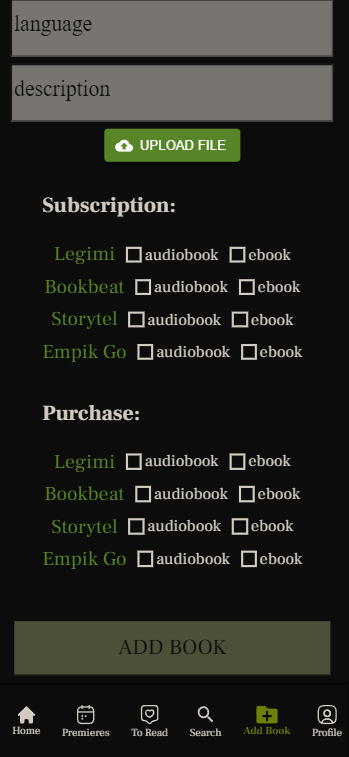 language
description
UPLOAD FILE
Subscription:
Legimi audiobook ebook
Bookbeat audiobook ebook
Storytel audiobook ebook
Empik Go audiobook ebook
Purchase:
Legimi audiobook ebook
Bookbeat audiobook ebook
Storytel audiobook ebook
Empik Go audiobook ebook
ADD BOOK
Home Premieres To Read Search Add Book Profile